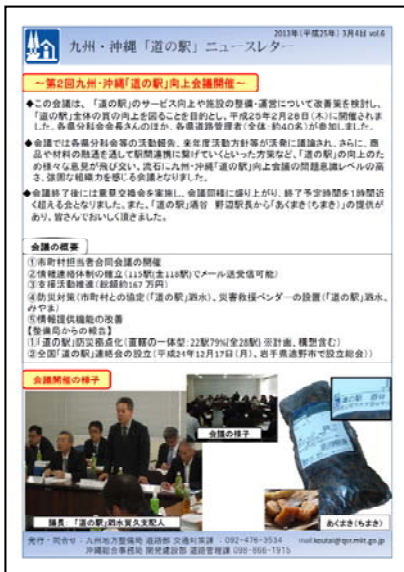 2013年(平成25年) 3月4日 vol.6
九州・沖縄「道の駅」ニュースレター
～第2回九州・沖縄「道の駅」向上会議開催～
◆この会議は、「道の駅」のサービス向上や施設の整備・運営について改善策を検討し、
「道の駅」全体の質の向上を図ることを目的とし、平成25年2月28日(木)に開催されま
した。各県分科会会長さんのほか、各県道路管理者(全体・約40名)が参加しました。
◆会議では各県分科会等の活動報告、来年度活動方針等が活発に議論され、さらに、商
品や材料の融通を通して駅間連携に繋げていくといった方策など、「道の駅」の向上のた
めの様々な意見が飛び交い、流石に九州・沖縄「道の駅」向上会議の問題意識レベルの高
さ、強固な組織力を感じる会議となりました。
◆会議終了後には意見交換会を実施し、会議同様に盛り上がり、終了予定時間を1時間近
く超える会となりました。また、「道の駅」酒谷 野辺駅長から「あくまき(ちまき)」の提供が
あり、皆さんでおいしく頂きました。
会議の概要
①市町村担当者合同会議の開催
②情報連絡体制の確立(115駅(全118駅)でメール送受信可能)
③支援活動推進(総額約167万円)
④防災対策(市町村との協定(「道の駅」泗水)、災害救援ベンダーの設置(「道の駅」泗水、
みやま)
⑤情報提供機能の改善
【整備局からの報告】
①「道の駅」防災拠点化(直轄の一体型:22駅79%(全28駅) ※計画、構想含む)
②全国「道の駅」連絡会の設立(平成24年12月17日(月)、岩手県遠野市で設立総会))
会議開催の様子
会議の様子
議長:「道の駅」泗水賀久支配人
道の駅 酒谷
あくまき(ちまき)
発行・問合せ:九州地方整備局 道路部 交通対策課 :092-476-3534 mail:koutai@qsr.mlit.go.jp
沖縄総合事務局 開発建設部 道路管理課 098-866-1915